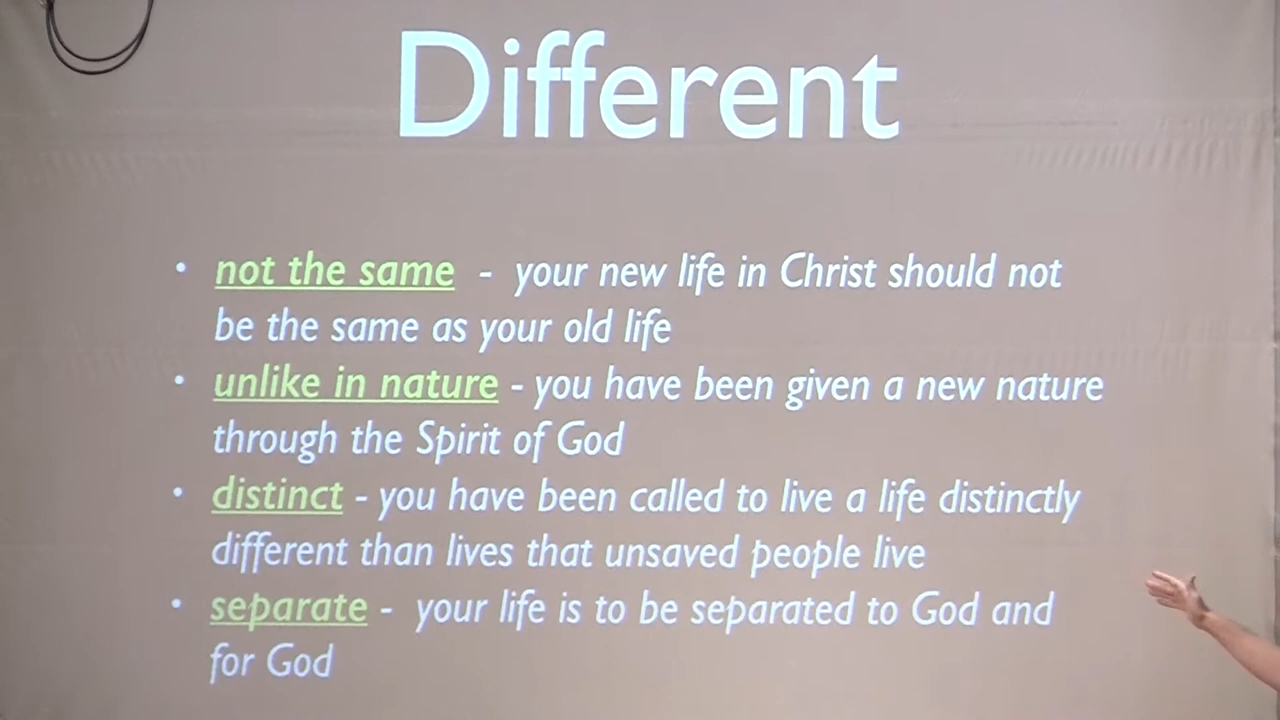 Different
• not the same - your new life in Christ should not
be the same as your old life
• unlike in nature - you have been given a new nature
through the Spirit of God
• distinct - you have been called to live a life distinctly
different than lives that unsaved people live
• separate - your life is to be separated to God and
for God